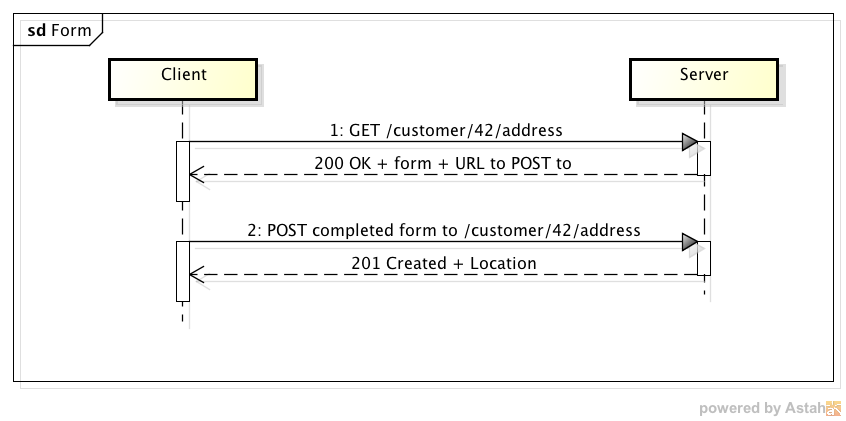 sd Form
Client
Server
1: GET /customer/42/address
200 OK + form + URL to POST to
2: POST completed form to /customer/42/address
201 Created + Location
powered by Astah